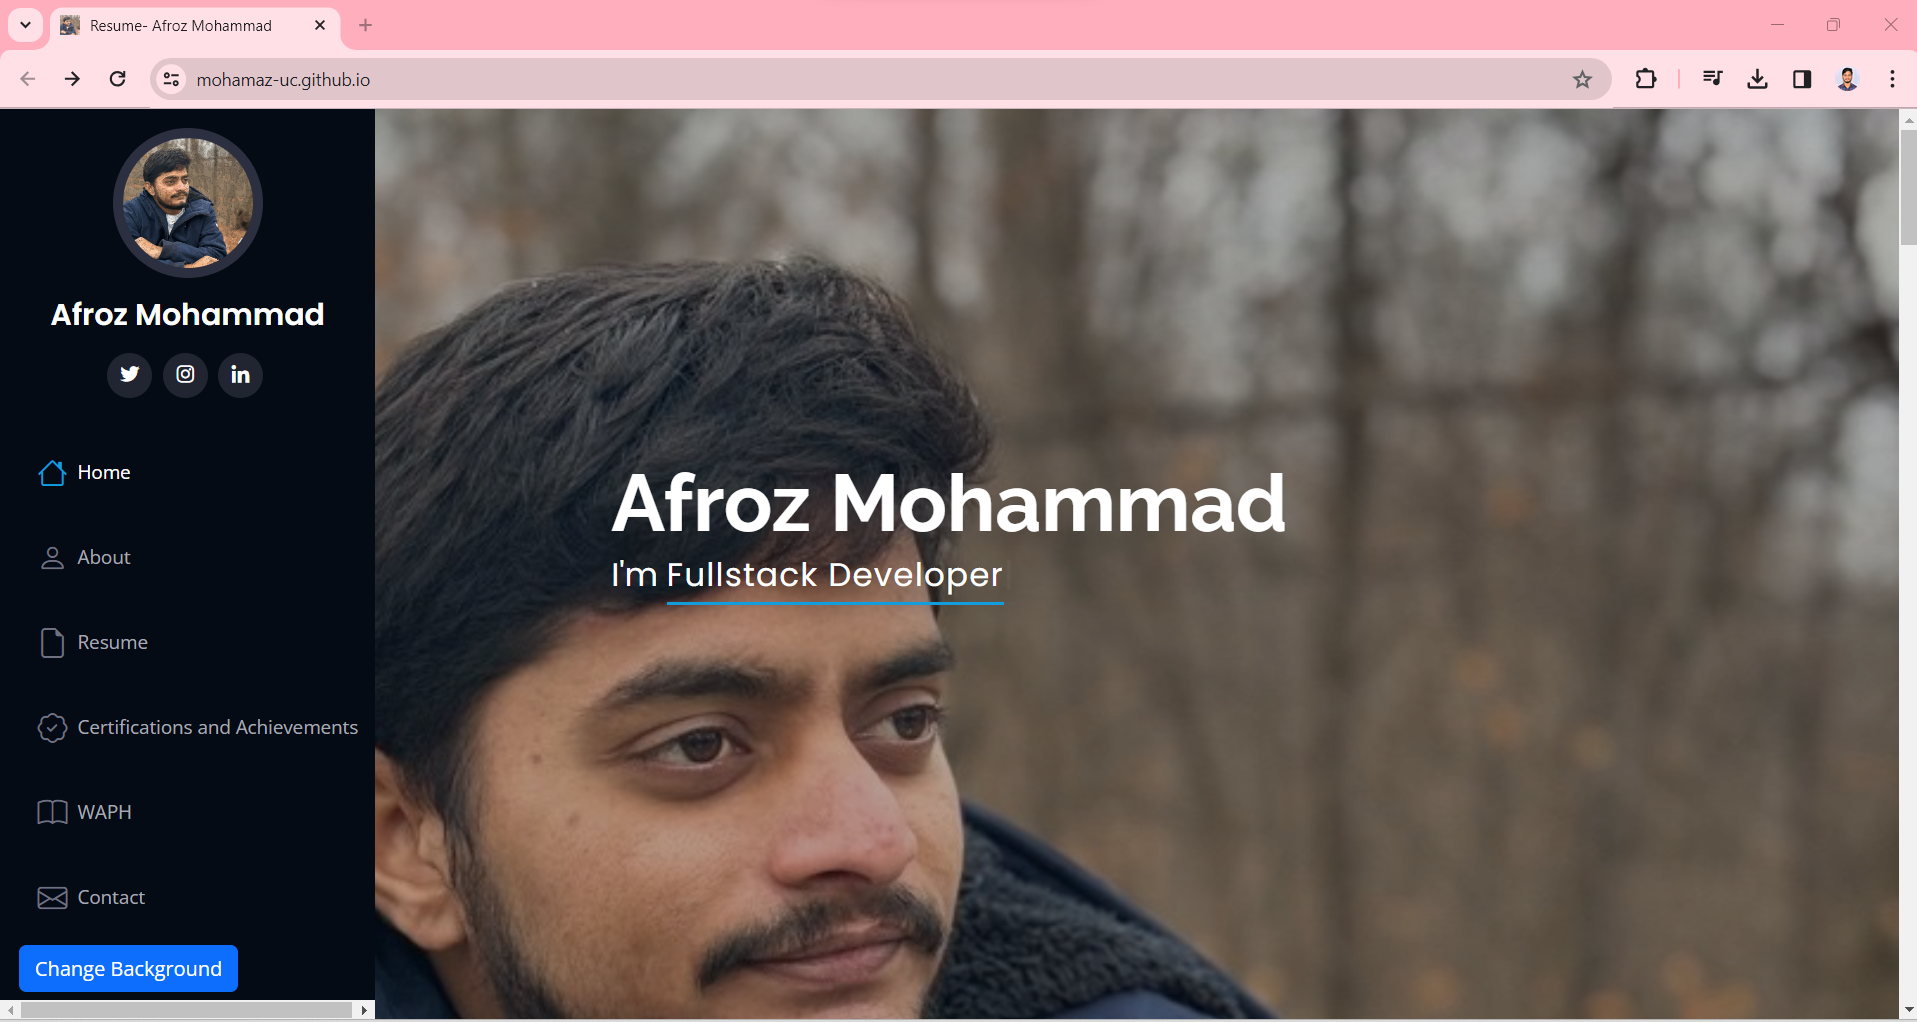 Resume- Afroz Mohammad
mohamaz-uc.github.io
Afroz Mohammad
in
Home
About
Resume
Certifications and Achievements
WAPH
Contact
Change Background
Afroz Mohammad
I'm Fullstack Developer